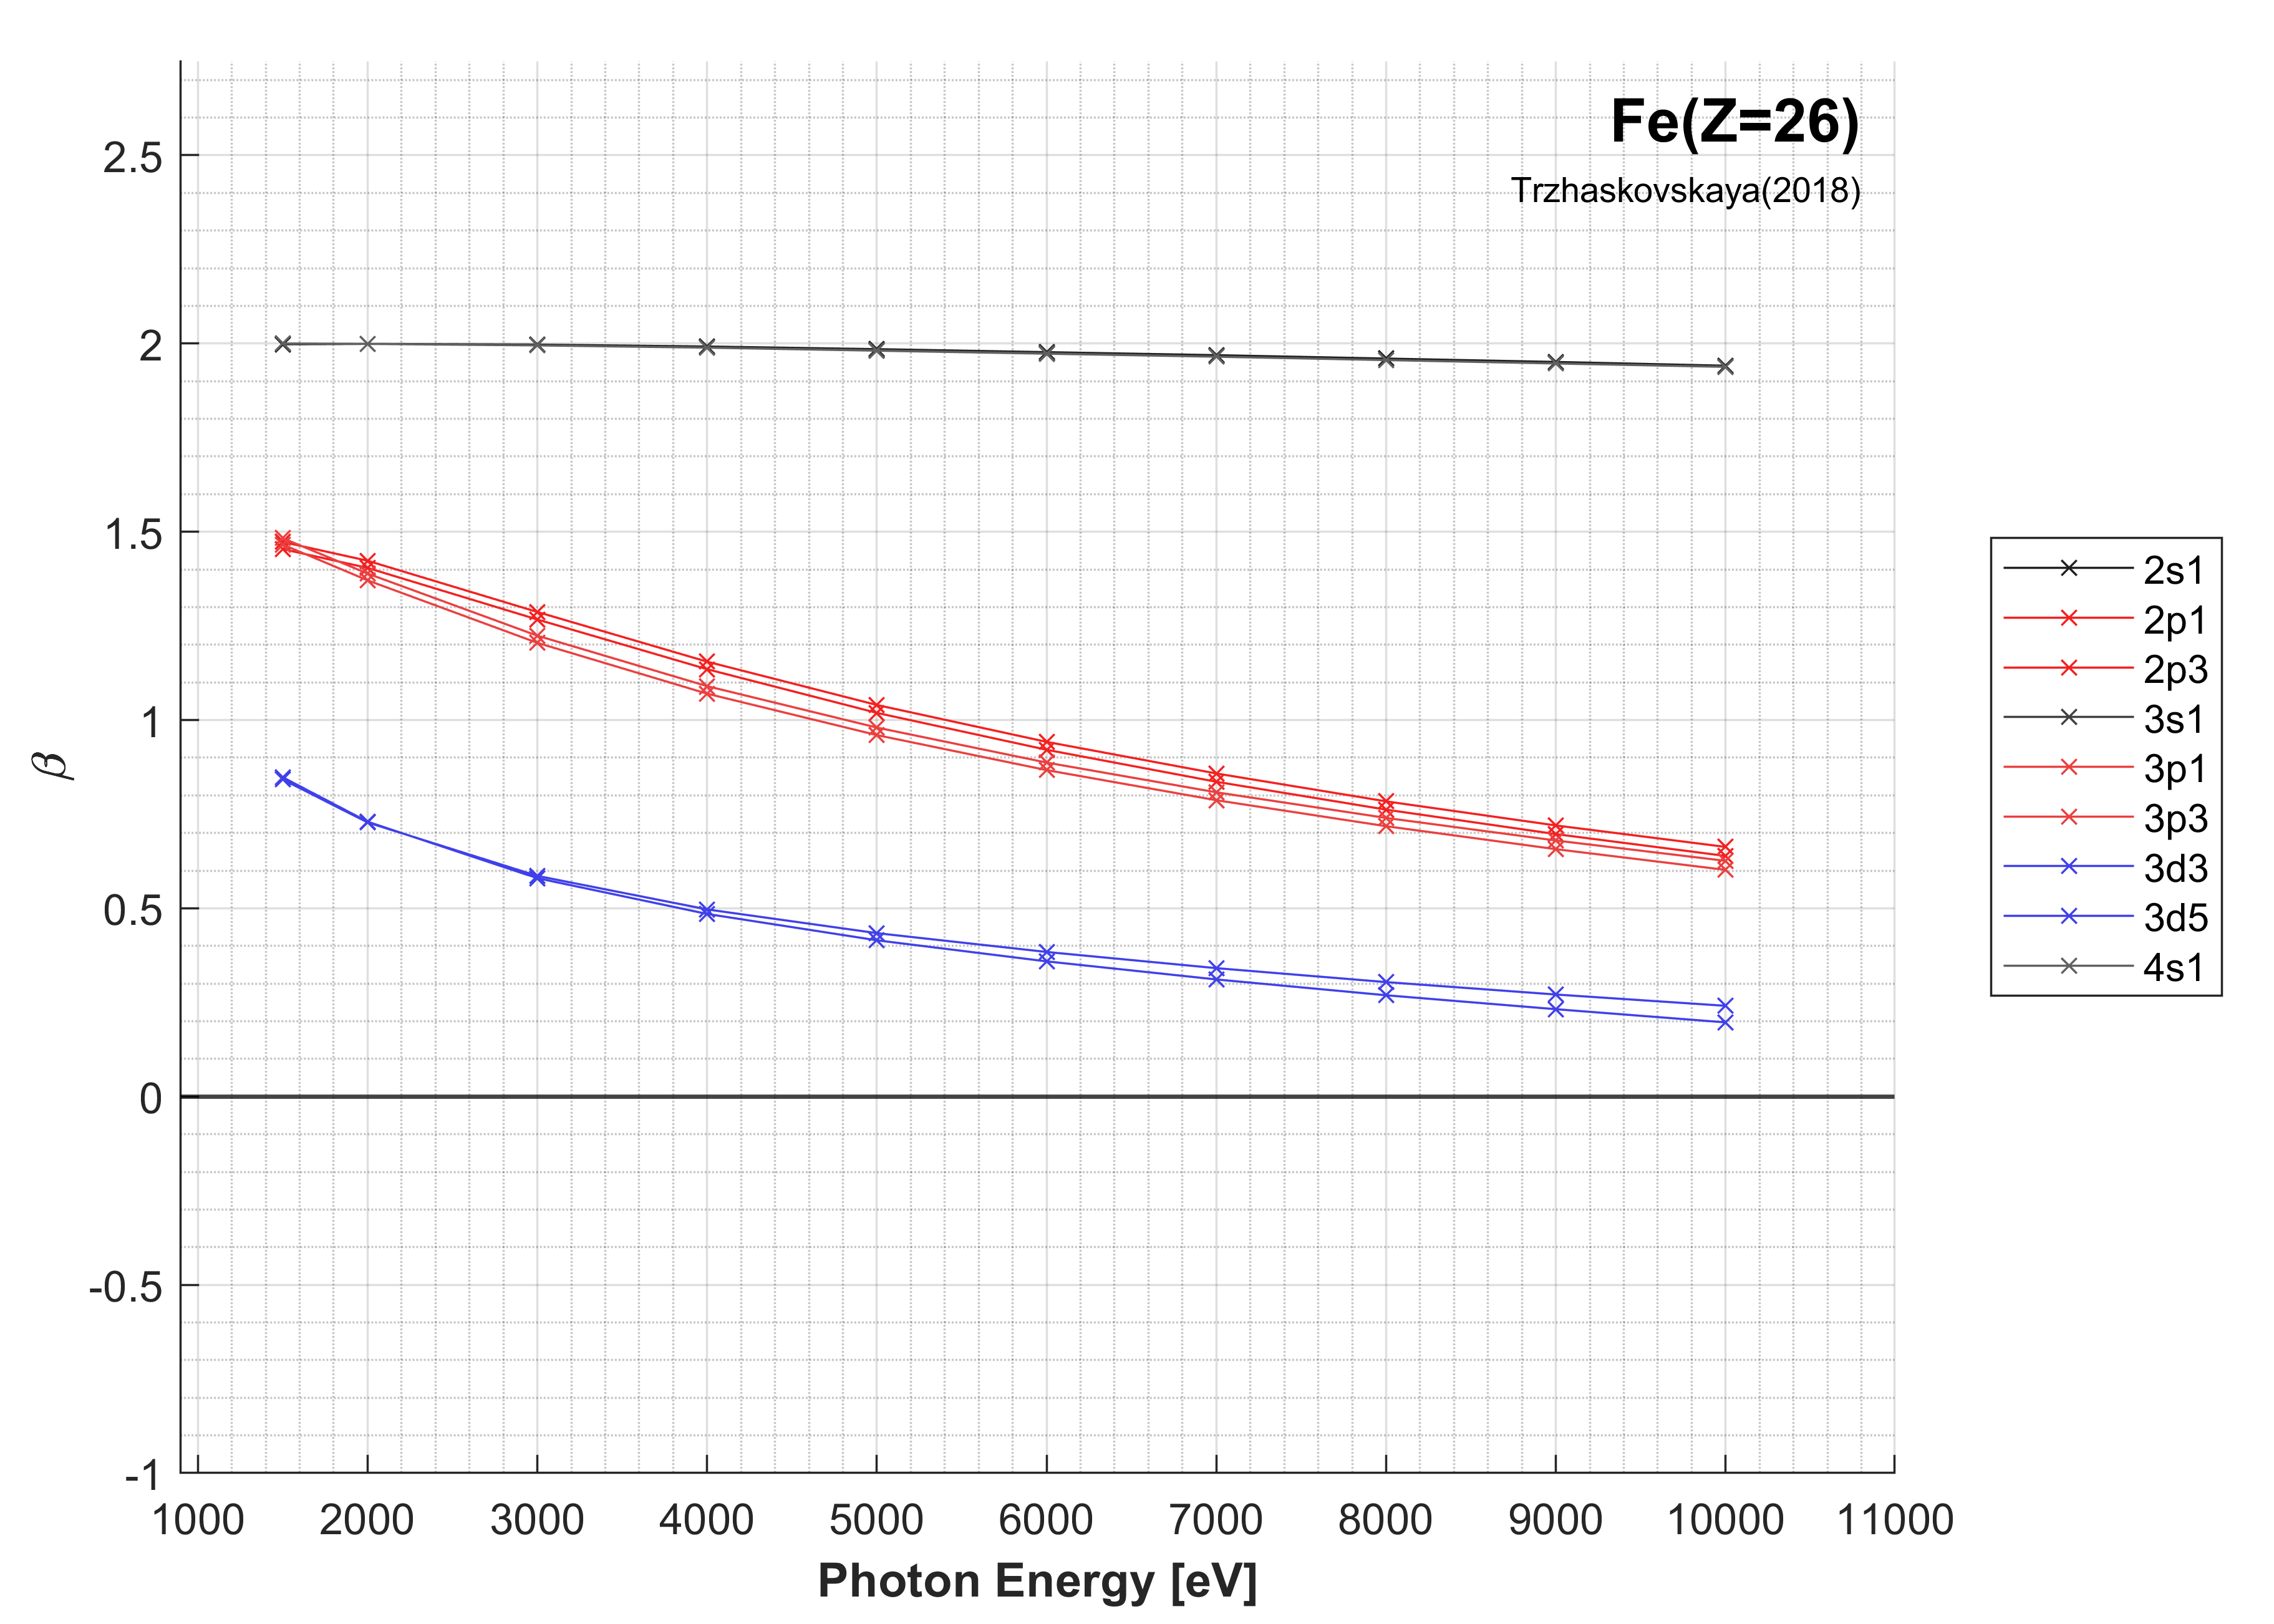 Fe(Z=26)
Trzhaskovskaya(2018)
2.5
2
1.5
1
0.5
0
-0.5
-1
β
1000 2000 3000 4000 5000 6000 7000 8000 9000 10000 11000
Photon Energy [eV]
2s1
2p1
2p3
3s1
3p1
3p3
3d3
3d5
4s1